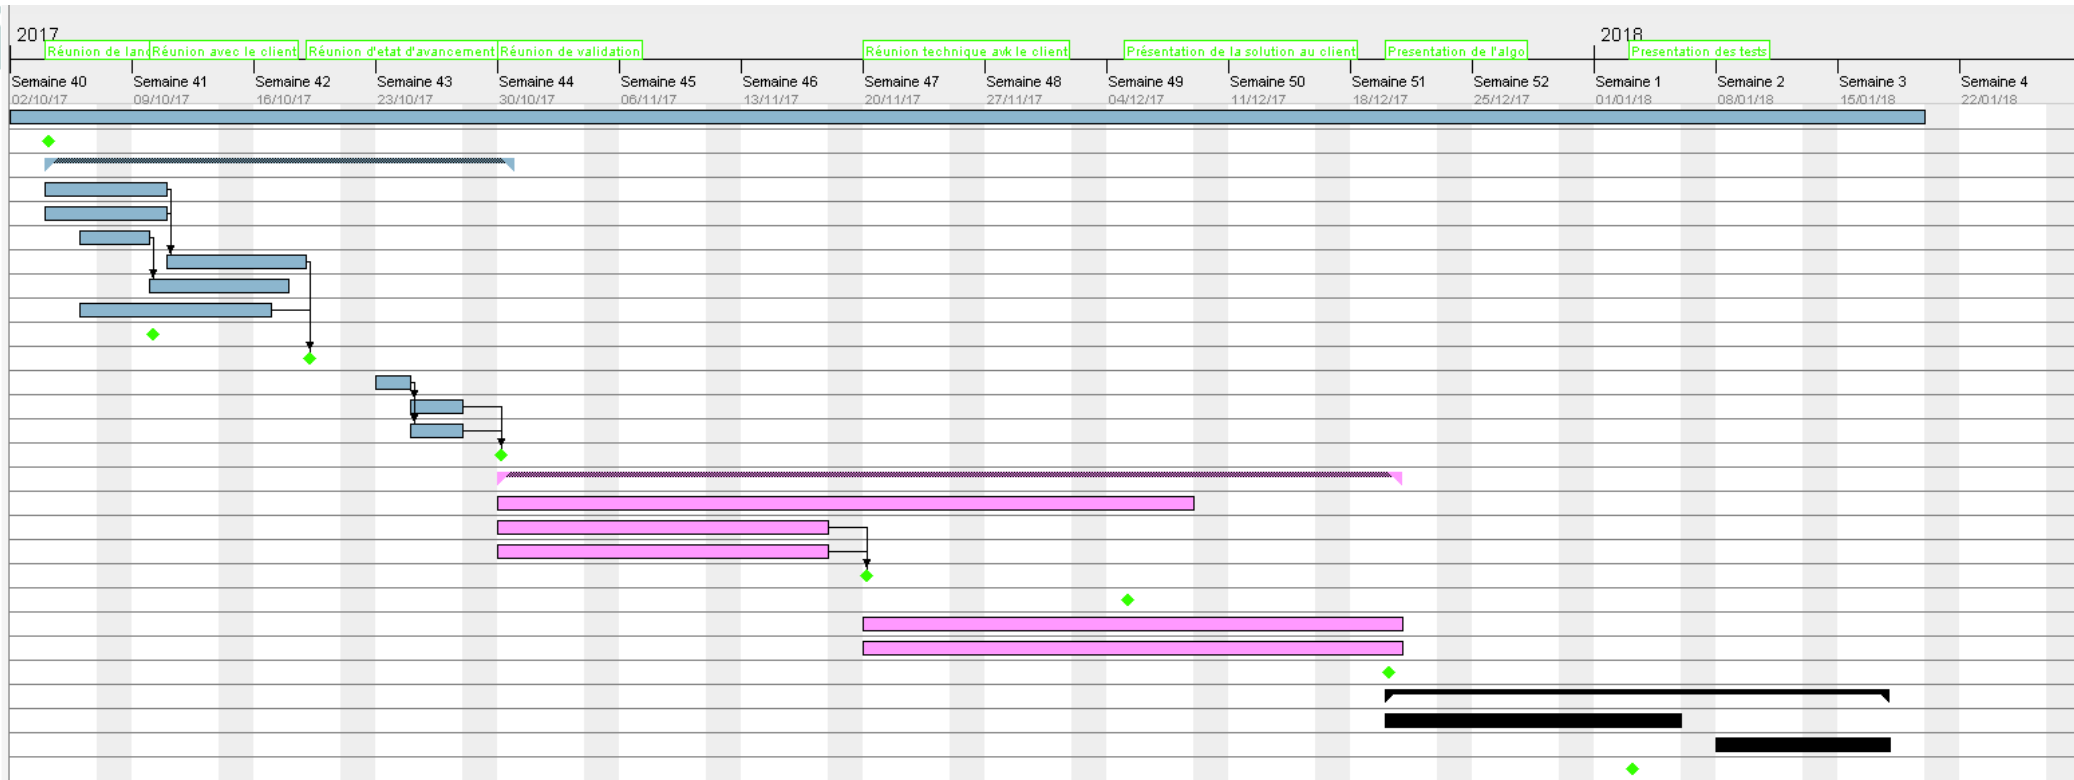 2017
2018
Réunion de lan
Réunion avec le client
Réunion d'etat d'avancement
Réunion de validation
Réunion technique avk le client
Présentation de la solution au client
Presentation de l'algo
Presentation des tests
Semaine 40
Semaine 41
Semaine 42
Semaine 43
Semaine 44
Semaine 45
Semaine 46
Semaine 47
Semaine 48
Semaine 49
Semaine 50
Semaine 51
Semaine 52
Semaine 1
Semaine 2
Semaine 3
Semaine 4
02/10/17
09/10/17
16/10/17
23/10/17
30/10/17
06/11/17
13/11/17
20/11/17
27/11/17
04/12/17
11/12/17
18/12/17
25/12/17
01/01/18
08/01/18
15/01/18
22/01/18